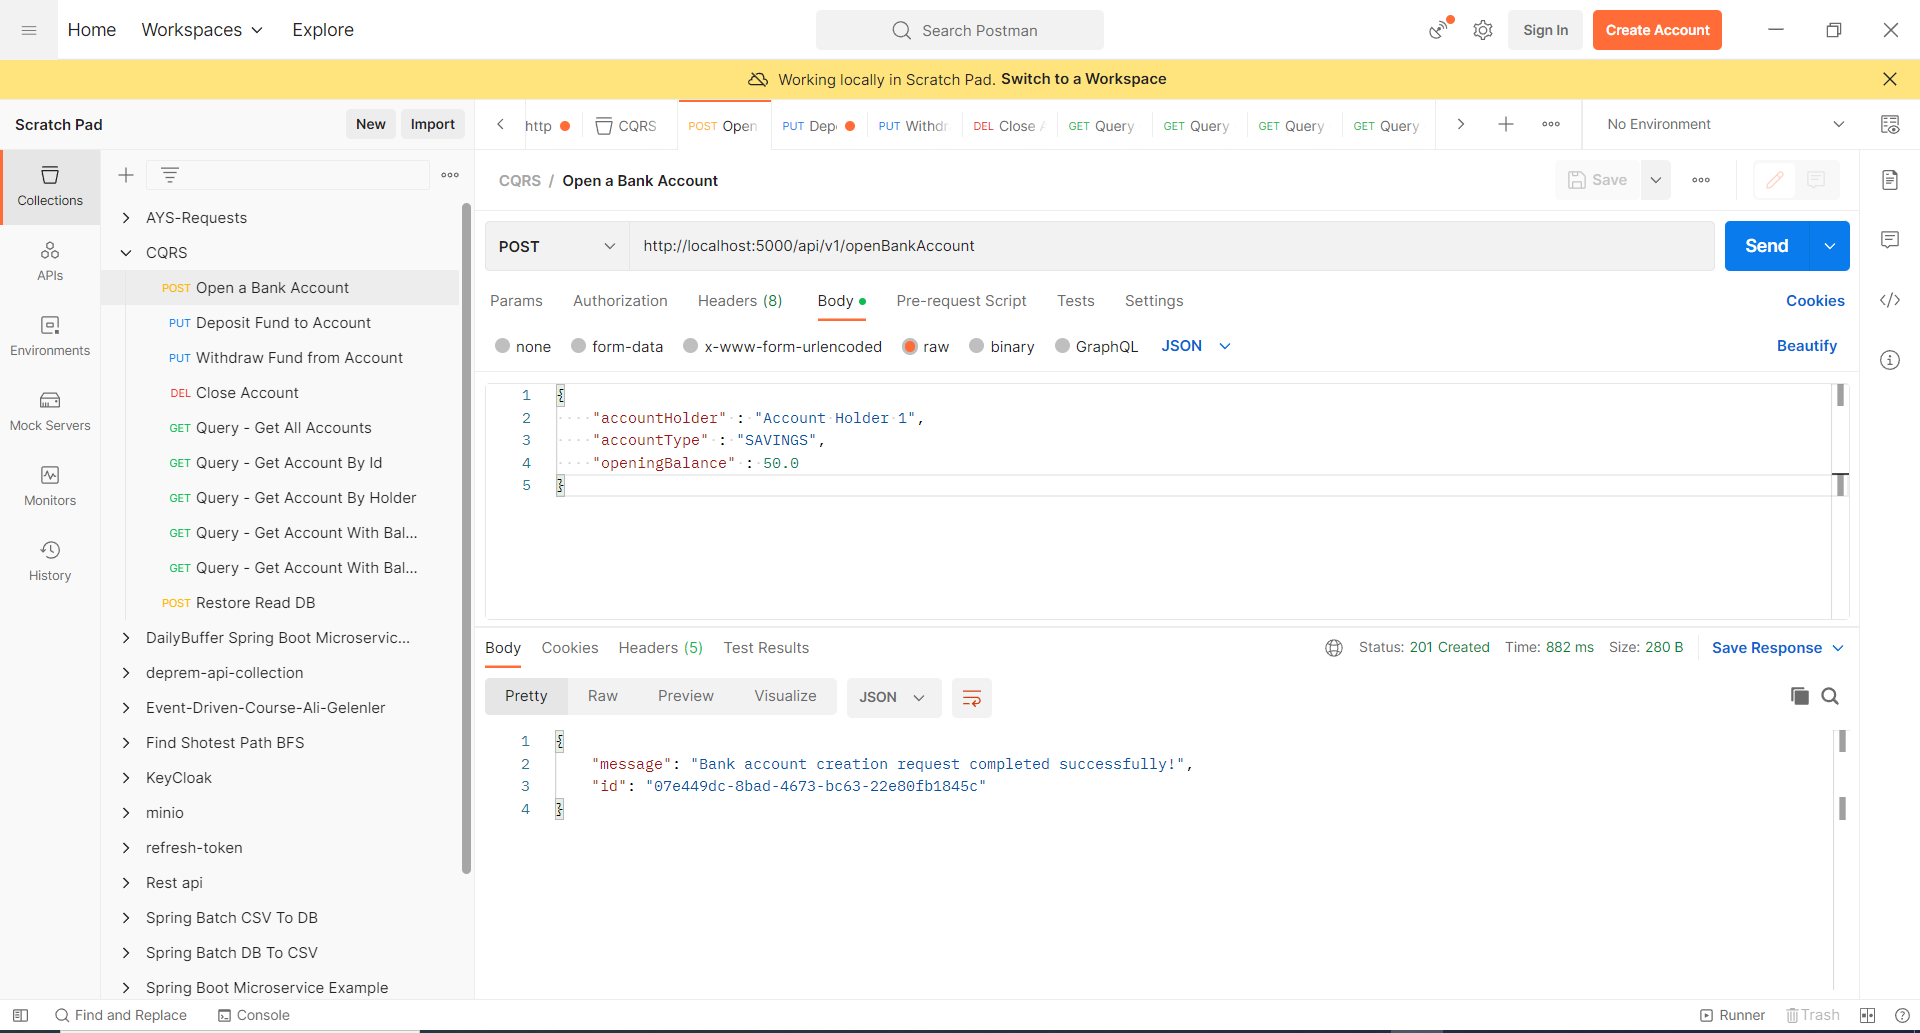 Home Workspaces Explore Search Postman Sign In Create Account
Working locally in Scratch Pad. Switch to a Workspace
Scratch Pad New Import
http CQRS POST Open PUT Dep PUT Withdr DEL Close GET Query GET Query GET Query GET Query No Environment
Collections
APIs
Environments
Mock Servers
Monitors
History
AYS-Requests
CQRS
POST Open a Bank Account
PUT Deposit Fund to Account
PUT Withdraw Fund from Account
DEL Close Account
GET Query - Get All Accounts
GET Query - Get Account By Id
GET Query - Get Account By Holder
GET Query - Get Account With Bal...
GET Query - Get Account With Bal...
POST Restore Read DB
DailyBuffer Spring Boot Microservic...
deprem-api-collection
Event-Driven-Course-Ali-Gelenler
Find Shotest Path BFS
KeyCloak
minio
refresh-token
Rest api
Spring Batch CSV To DB
Spring Batch DB To CSV
Spring Boot Microservice Example
CQRS / Open a Bank Account Save
POST http://localhost:5000/api/v1/openBankAccount Send
Params Authorization Headers (8) Body Pre-request Script Tests Settings Cookies
none form-data x-www-form-urlencoded raw binary GraphQL JSON Beautify
1 {
2 "accountHolder" : "Account Holder 1",
3 "accountType" : "SAVINGS",
4 "openingBalance" : 50.0
5 }
Body Cookies Headers (5) Test Results Status: 201 Created Time: 882 ms Size: 280 B Save Response
Pretty Raw Preview Visualize JSON
1 {
2 "message": "Bank account creation request completed successfully!",
3 "id": "07e449dc-8bad-4673-bc63-22e80fb1845c"
4 }
Find and Replace Console Runner Trash